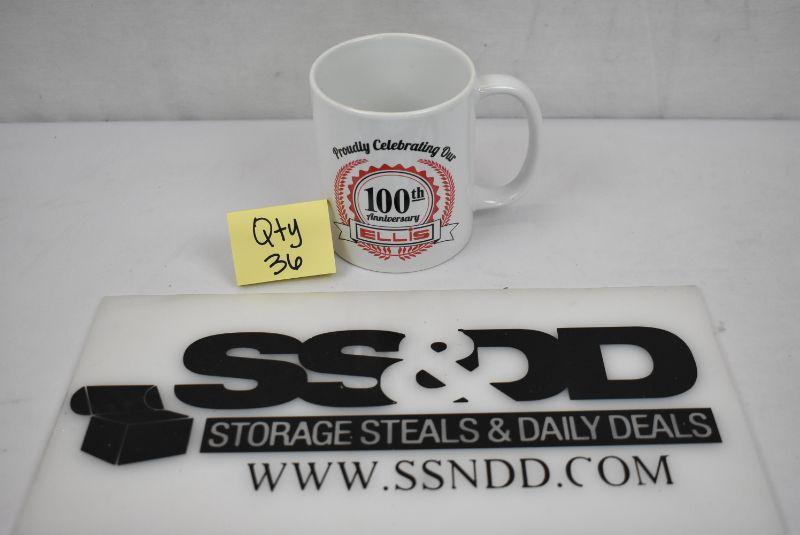 Proudly Celebrating Our
100th
Anniversary
ELLIS
Qty
36
SS&DD
STORAGE STEALS & DAILY DEALS
WWW.SSNDD.COM